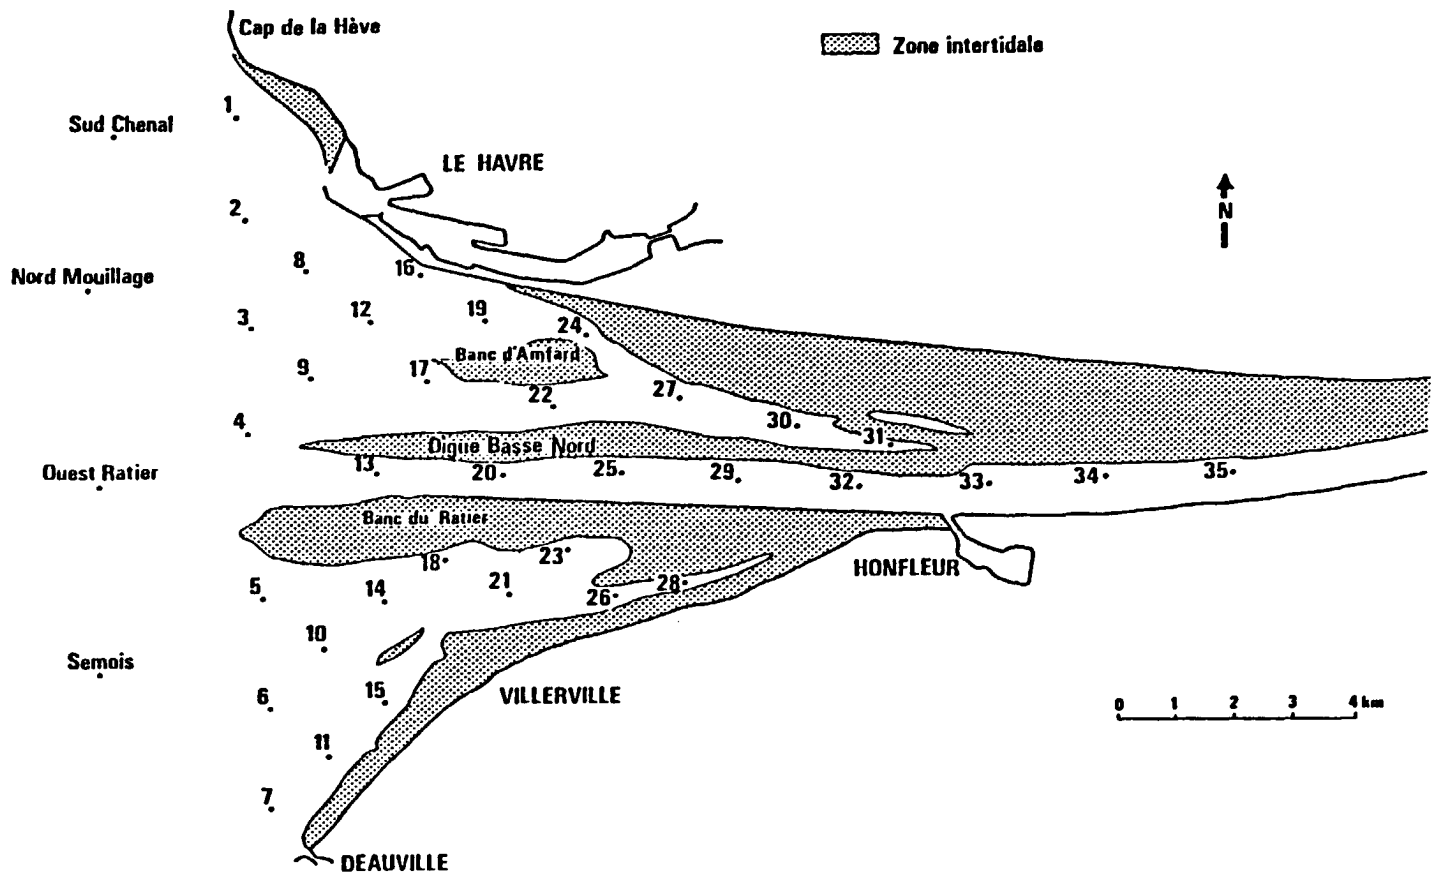 Cap de la Hève
Zone intertidale
1
Sud Chenal
LE HAVRE
2
N
8
16
Nord Mouillage
3
12
19
24
Banc d'Amfard
9
17
22
27
4
30
31
Digue Basse Nord
13
20
25
29
32
33
34
35
Ouest Ratier
Banc du Ratier
18
23
HONFLEUR
5
14
21
26
28
10
Semois
6
15
VILLERVILLE
0 1 2 3 4 km
11
7
DEAUVILLE